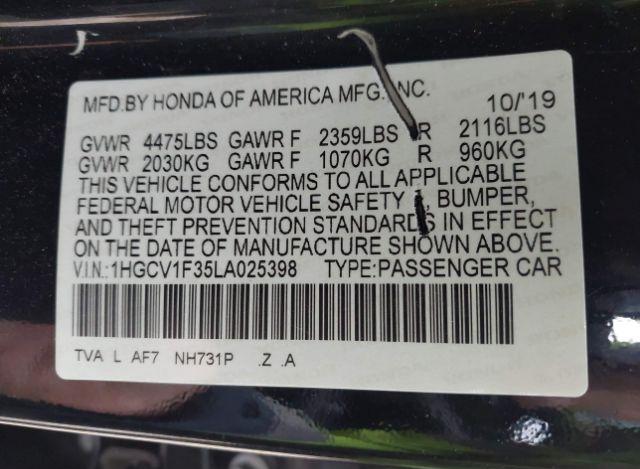 MFD.BY HONDA OF AMERICA MFG.,INC. 10/'19
GVWR 4475LBS GAWR F 2359LBS R 2116LBS
GVWR 2030KG GAWR F 1070KG R 960KG
THIS VEHICLE CONFORMS TO ALL APPLICABLE
FEDERAL MOTOR VEHICLE SAFETY BUMPER,
AND THEFT PREVENTION STANDARDS IN EFFECT
ON THE DATE OF MANUFACTURE SHOWN ABOVE.
V.I.N.:1HGCV1F35LA025398 TYPE:PASSENGER CAR
TVA L AF7 NH731P .Z .A